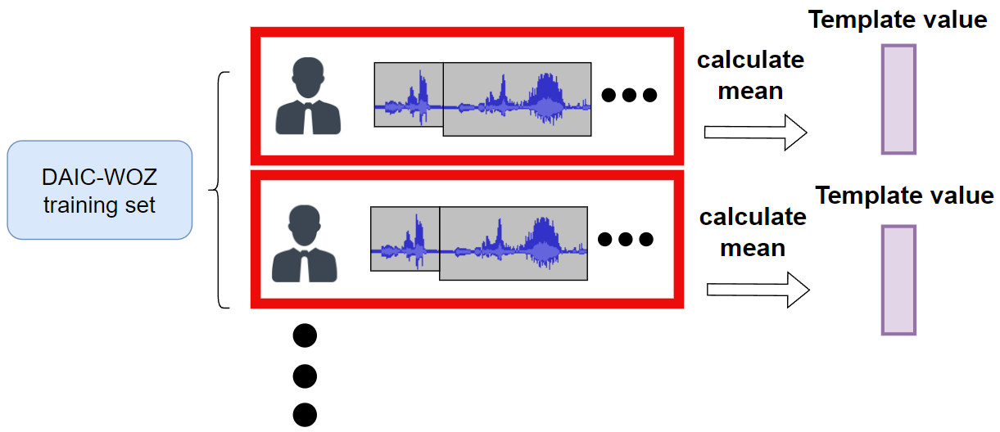 Template value
calculate
mean
DAIC-WOZ
training set
Template value
calculate
mean